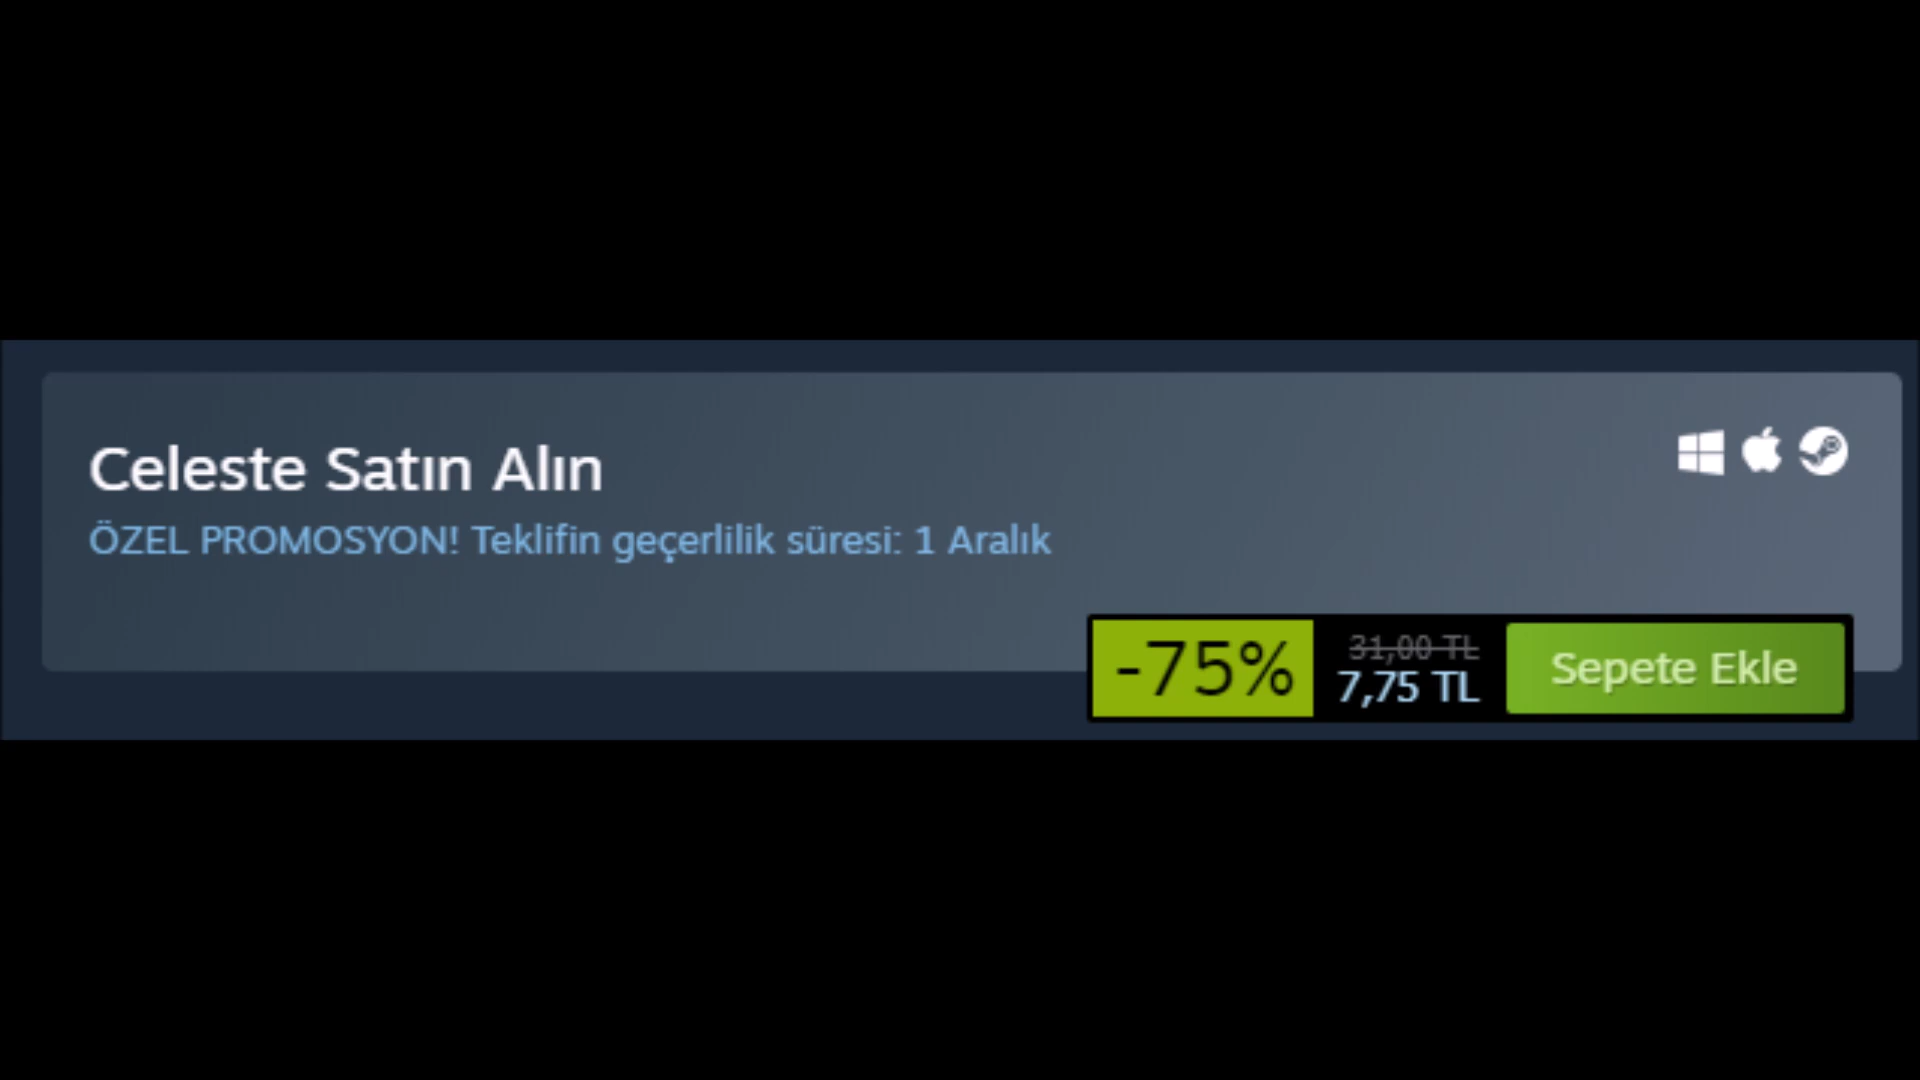 Celeste Satın Alın
ÖZEL PROMOSYON! Teklifin geçerlilik süresi: 1 Aralık
-75%
31,00 TL
7,75 TL
Sepete Ekle